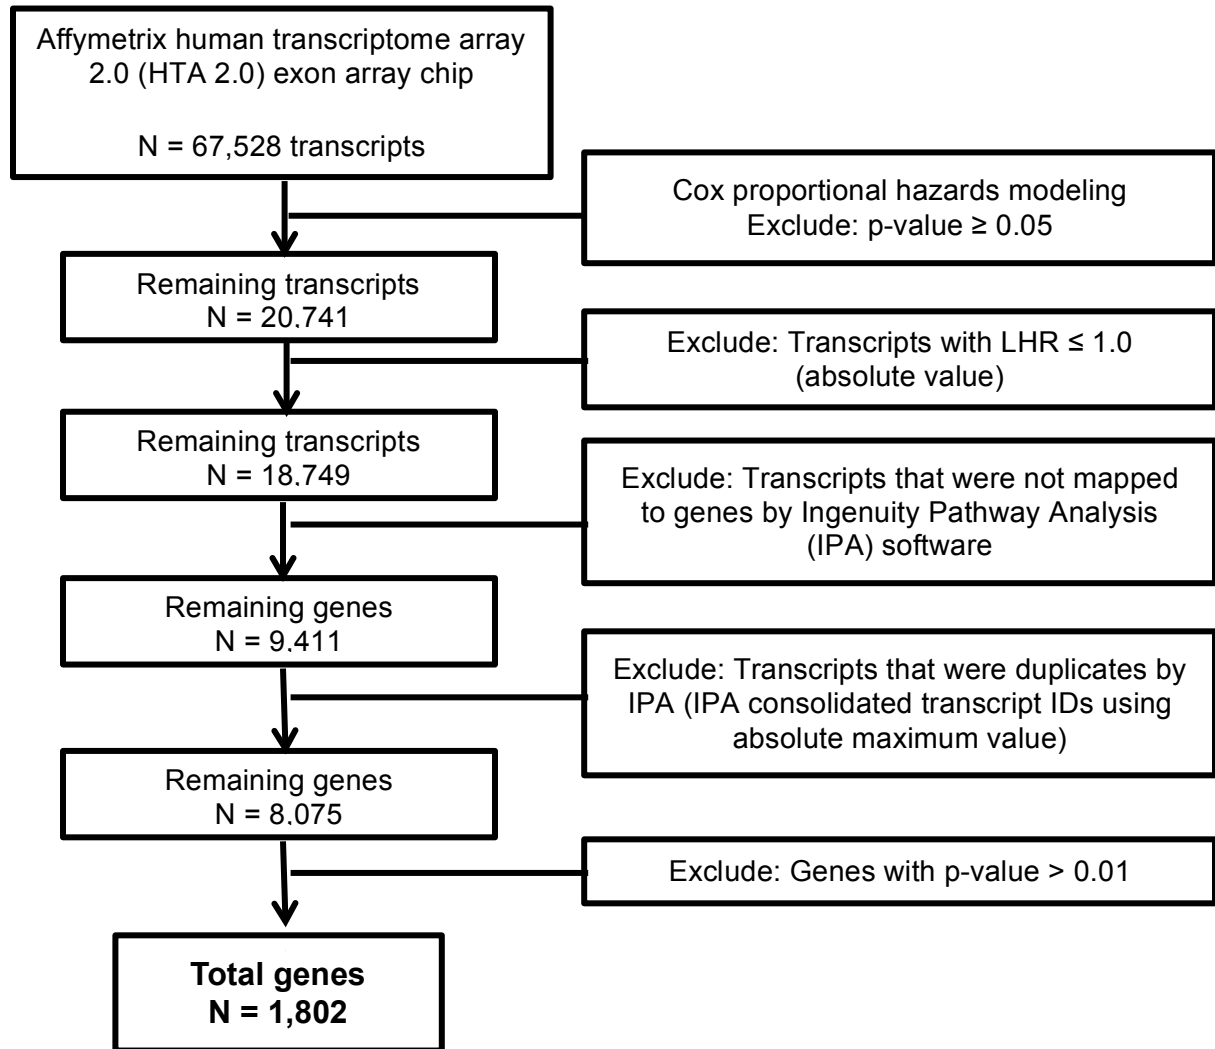 Affymetrix human transcriptome array
2.0 (HTA 2.0) exon array chip
N = 67,528 transcripts
Cox proportional hazards modeling
Exclude: p-value ≥ 0.05
Remaining transcripts
N = 20,741
Exclude: Transcripts with LHR ≤ 1.0
(absolute value)
Remaining transcripts
N = 18,749
Exclude: Transcripts that were not mapped
to genes by Ingenuity Pathway Analysis
(IPA) software
Remaining genes
N = 9,411
Exclude: Transcripts that were duplicates by
IPA (IPA consolidated transcript IDs using
absolute maximum value)
Remaining genes
N = 8,075
Exclude: Genes with p-value > 0.01
Total genes
N = 1,802